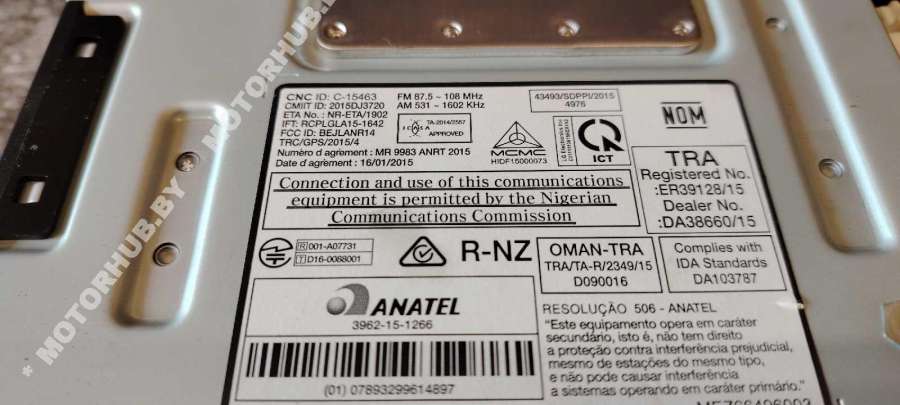 CNC ID: C-15463
CMIIT ID: 2015DJ3720
ETA No.: NR-ETA/1902
IFT: RCPLGLA15-1642
FCC ID: BEJLANR14
TRC/GPS/2015/4
Numéro d agrement : MR 9983 ANRT 2015
Date d agrement : 16/01/2015
FM 87.5 ~ 108 MHz
AM 531 ~ 1602 KHz
TA-2014/2557
APPROVED
43493/SDPPI/2015
4976
MCMC
HIDF15000073
ICT
NOM
TRA
Registered No.
:ER39128/15
Dealer No.
:DA38660/15
Connection and use of this communications
equipment is permitted by the Nigerian
Communications Commission
R 001-A07731
T D16-0088001
R-NZ
OMAN-TRA
TRA/TA-R/2349/15
D090016
Complies with
IDA Standards
DA103787
ANATEL
3962-15-1266
(01) 07893299614897
RESOLUÇÃO 506 - ANATEL
"Este equipamento opera em caráter
secundário, isto é, não tem direito
a proteção contra interferência prejudicial,
mesmo de estações do mesmo tipo,
e não pode causar interferência
a sistemas operando em caráter primário."
* MOTORHUB.BY * MOTORHUB